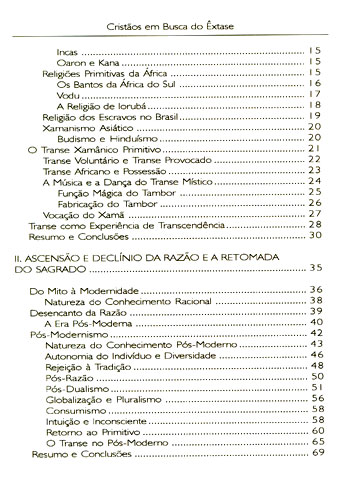 Cristãos em Busca do Êxtase
Incas ..... 15
Oaron e Kana ..... 15
Religiões Primitivas da África ..... 15
Os Bantos da África do Sul ..... 16
Vodu ..... 17
A Religião de Iorubá ..... 18
Religião dos Escravos no Brasil ..... 19
Xamanismo Asiático ..... 20
Budismo e Hinduísmo ..... 20
O Transe Xamânico Primitivo ..... 21
Transe Voluntário e Transe Provocado ..... 22
Transe Africano e Possessão ..... 23
A Música e a Dança do Transe Místico ..... 24
Função Mágica do Tambor ..... 25
Fabricação do Tambor ..... 26
Vocação do Xamã ..... 27
Transe como Experiência de Transcendência ..... 28
Resumo e Conclusões ..... 30
II. ASCENSÃO E DECLÍNIO DA RAZÃO E A RETOMADA
DO SAGRADO ..... 35
Do Mito à Modernidade ..... 36
Natureza do Conhecimento Racional ..... 38
Desencanto da Razão ..... 39
A Era Pós-Moderna ..... 40
Pós-Modernismo ..... 42
Natureza do Conhecimento Pós-Moderno ..... 43
Autonomia do Indivíduo e Diversidade ..... 46
Rejeição à Tradição ..... 48
Pós-Razão ..... 50
Pós-Dualismo ..... 51
Globalização e Pluralismo ..... 56
Consumismo ..... 58
Intuição e Inconsciente ..... 58
Retorno ao Primitivo ..... 60
O Transe no Pós-Moderno ..... 65
Resumo e Conclusões ..... 69